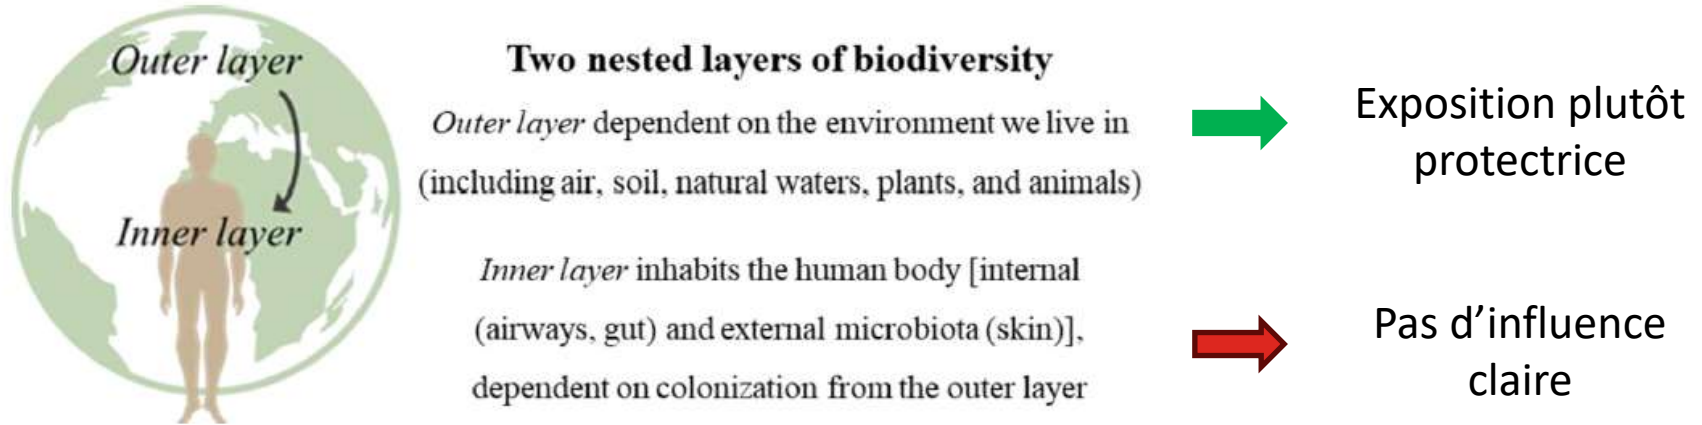 Outer layer
Inner layer
Two nested layers of biodiversity
Outer layer dependent on the environment we live in
(including air, soil, natural waters, plants, and animals)
Inner layer inhabits the human body [internal
(airways, gut) and external microbiota (skin)],
dependent on colonization from the outer layer
Exposition plutôt
protectrice
Pas d’influence
claire